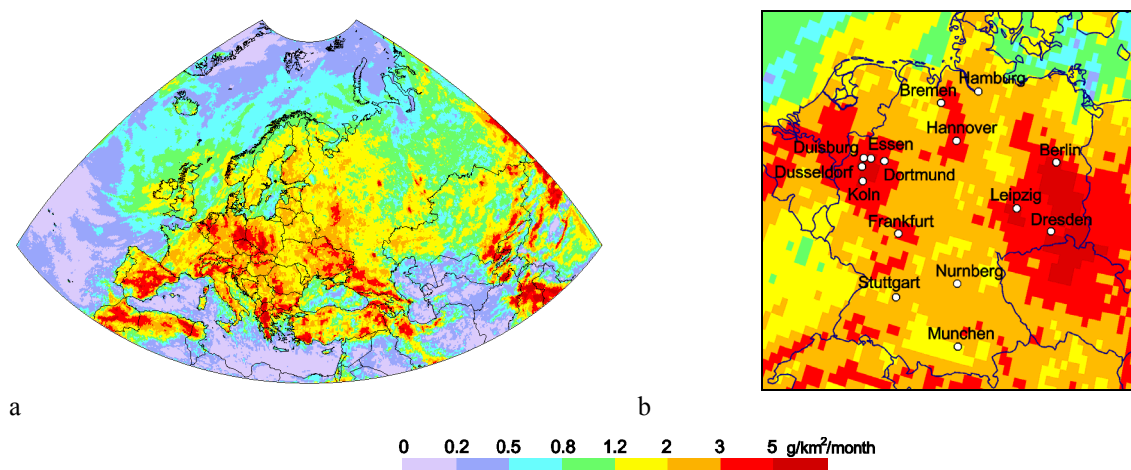 Hamburg
Bremen
Hannover
Duisburg Essen
Berlin
Dusseldorf Dortmund
Koln
Leipzig
Dresden
Frankfurt
Nurnberg
Stuttgart
Munchen
a
b
0 0.2 0.5 0.8 1.2 2 3 5 g/km²/month